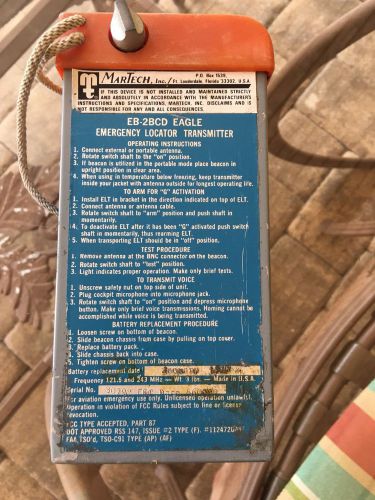 MARTECH, Inc./
P.O. Box 1539,
Ft. Lauderdale, Florida 33302, U.S.A.
IF THIS DEVICE IS NOT INSTALLED AND MAINTAINED STRICTLY
AND ABSOLUTELY IN ACCORDANCE WITH THE MANUFACTURERS
INSTRUCTIONS AND SPECIFICATIONS, MARTECH, INC. DISCLAIMS AND IS
NOT RESPONSIBLE FOR ANY AND ALL CONSEQUENCES.
EB-2BCD EAGLE
EMERGENCY LOCATOR TRANSMITTER
OPERATING INSTRUCTIONS
1. Connect external or portable antenna.
2. Rotate switch shaft to the "on" position.
3. If beacon is utilized in the portable mode place beacon in
upright position in clear area.
4. When using in temperature below freezing, keep transmitter
inside your jacket with antenna outside for longest operating life.
TO ARM FOR "G" ACTIVATION
1. Install ELT in bracket in the direction indicated on top of ELT.
2. Connect antenna or antenna cable.
3. Rotate switch shaft to "arm" position and push shaft
in momentarily.
4. To deactivate ELT after it has been "G" activated push switch
shaft in momentarily, thus rearming ELT.
5. When transporting ELT should be in "off" position.
TEST PROCEDURE
1. Remove antenna at the BNC connector on the beacon.
2. Rotate switch shaft to "test" position.
3. Light indicates proper operation. Make only brief tests.
TO TRANSMIT VOICE
1. Unscrew safety nut on top side of unit.
2. Plug cockpit microphone into microphone jack.
3. Rotate switch shaft to "on" position and depress microphone
button. Make only brief voice transmissions. Homing cannot be
accomplished while voice is being transmitted.
BATTERY REPLACEMENT PROCEDURE
1. Loosen screw on bottom of beacon.
2. Slide beacon chassis from case by pulling on top cover.
3. Replace battery pack.
4. Slide chassis back into case.
5. Tighten screw on bottom of beacon case.
Battery replacement date
Frequency 121.5 and 243 MHz — Wt. 3 lbs. — Made in U.S.A.
Serial No.
For aviation emergency use only. Unlicensed operation unlawful.
Operation in violation of FCC Rules subject to fine or license
revocation.
FCC TYPE ACCEPTED, PART 87
DOT APPROVED RSS 147, ISSUE #2 TYPE (F).
FAA TSO'd, TSO-C91 TYPE (AP) (AF)